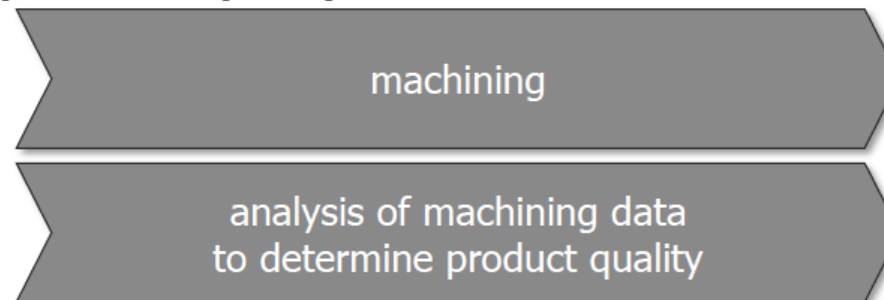 machining
analysis of machining data
to determine product quality